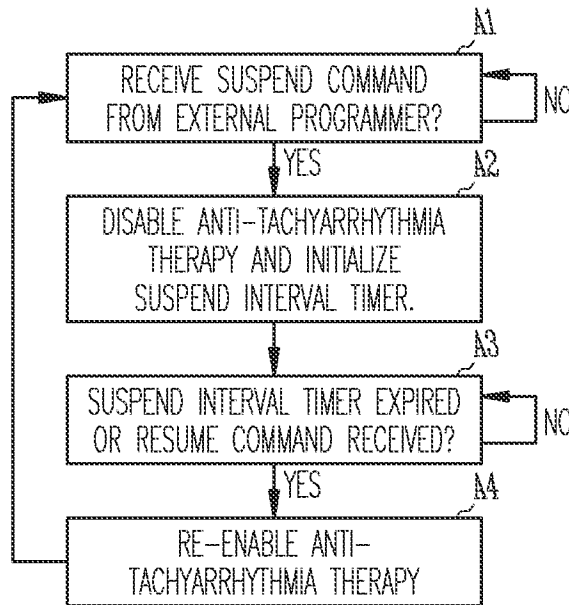 A1
RECEIVE SUSPEND COMMAND
FROM EXTERNAL PROGRAMMER?
NO
YES
A2
DISABLE ANTI-TACHYARRHYTHMIA
THERAPY AND INITIALIZE
SUSPEND INTERVAL TIMER.
A3
SUSPEND INTERVAL TIMER EXPIRED
OR RESUME COMMAND RECEIVED?
NO
YES
A4
RE-ENABLE ANTI-
TACHYARRHYTHMIA THERAPY